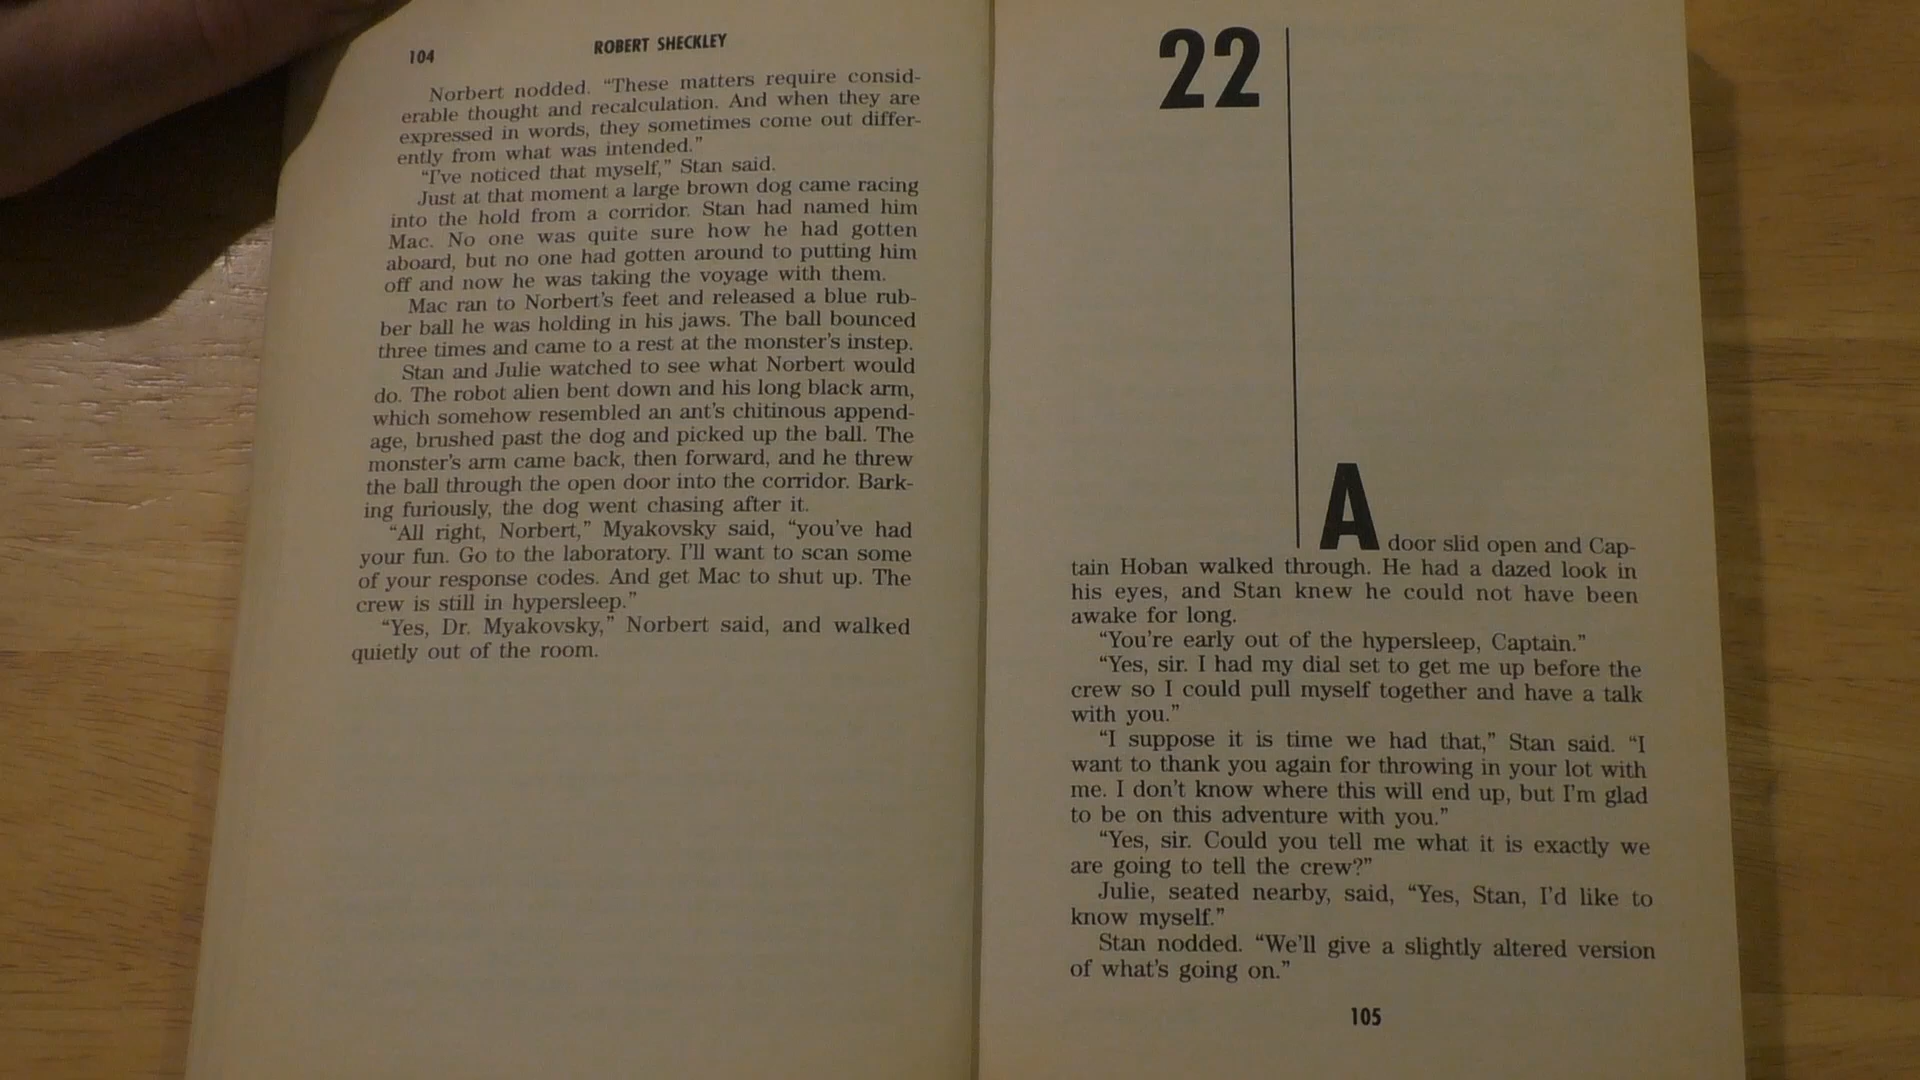 104
ROBERT SHECKLEY
Norbert nodded. “These matters require consid-
erable thought and recalculation. And when they are
expressed in words, they sometimes come out differ-
ently from what was intended.”
“I've noticed that myself,” Stan said.
Just at that moment a large brown dog came racing
into the hold from a corridor. Stan had named him
Mac. No one was quite sure how he had gotten
aboard, but no one had gotten around to putting him
off and now he was taking the voyage with them.
Mac ran to Norbert's feet and released a blue rub-
ber ball he was holding in his jaws. The ball bounced
three times and came to a rest at the monster's instep.
Stan and Julie watched to see what Norbert would
do. The robot alien bent down and his long black arm,
which somehow resembled an ant's chitinous append-
age, brushed past the dog and picked up the ball. The
monster's arm came back, then forward, and he threw
the ball through the open door into the corridor. Bark-
ing furiously, the dog went chasing after it.
“All right, Norbert,” Myakovsky said, “you've had
your fun. Go to the laboratory. I'll want to scan some
of your response codes. And get Mac to shut up. The
crew is still in hypersleep.”
“Yes, Dr. Myakovsky,” Norbert said, and walked
quietly out of the room.
22
A door slid open and Cap-
tain Hoban walked through. He had a dazed look in
his eyes, and Stan knew he could not have been
awake for long.
“You're early out of the hypersleep, Captain.”
“Yes, sir. I had my dial set to get me up before the
crew so I could pull myself together and have a talk
with you.”
“I suppose it is time we had that,” Stan said. “I
want to thank you again for throwing in your lot with
me. I don't know where this will end up, but I'm glad
to be on this adventure with you.”
“Yes, sir. Could you tell me what it is exactly we
are going to tell the crew?”
Julie, seated nearby, said, “Yes, Stan, I'd like to
know myself.”
Stan nodded. “We'll give a slightly altered version
of what's going on.”
105